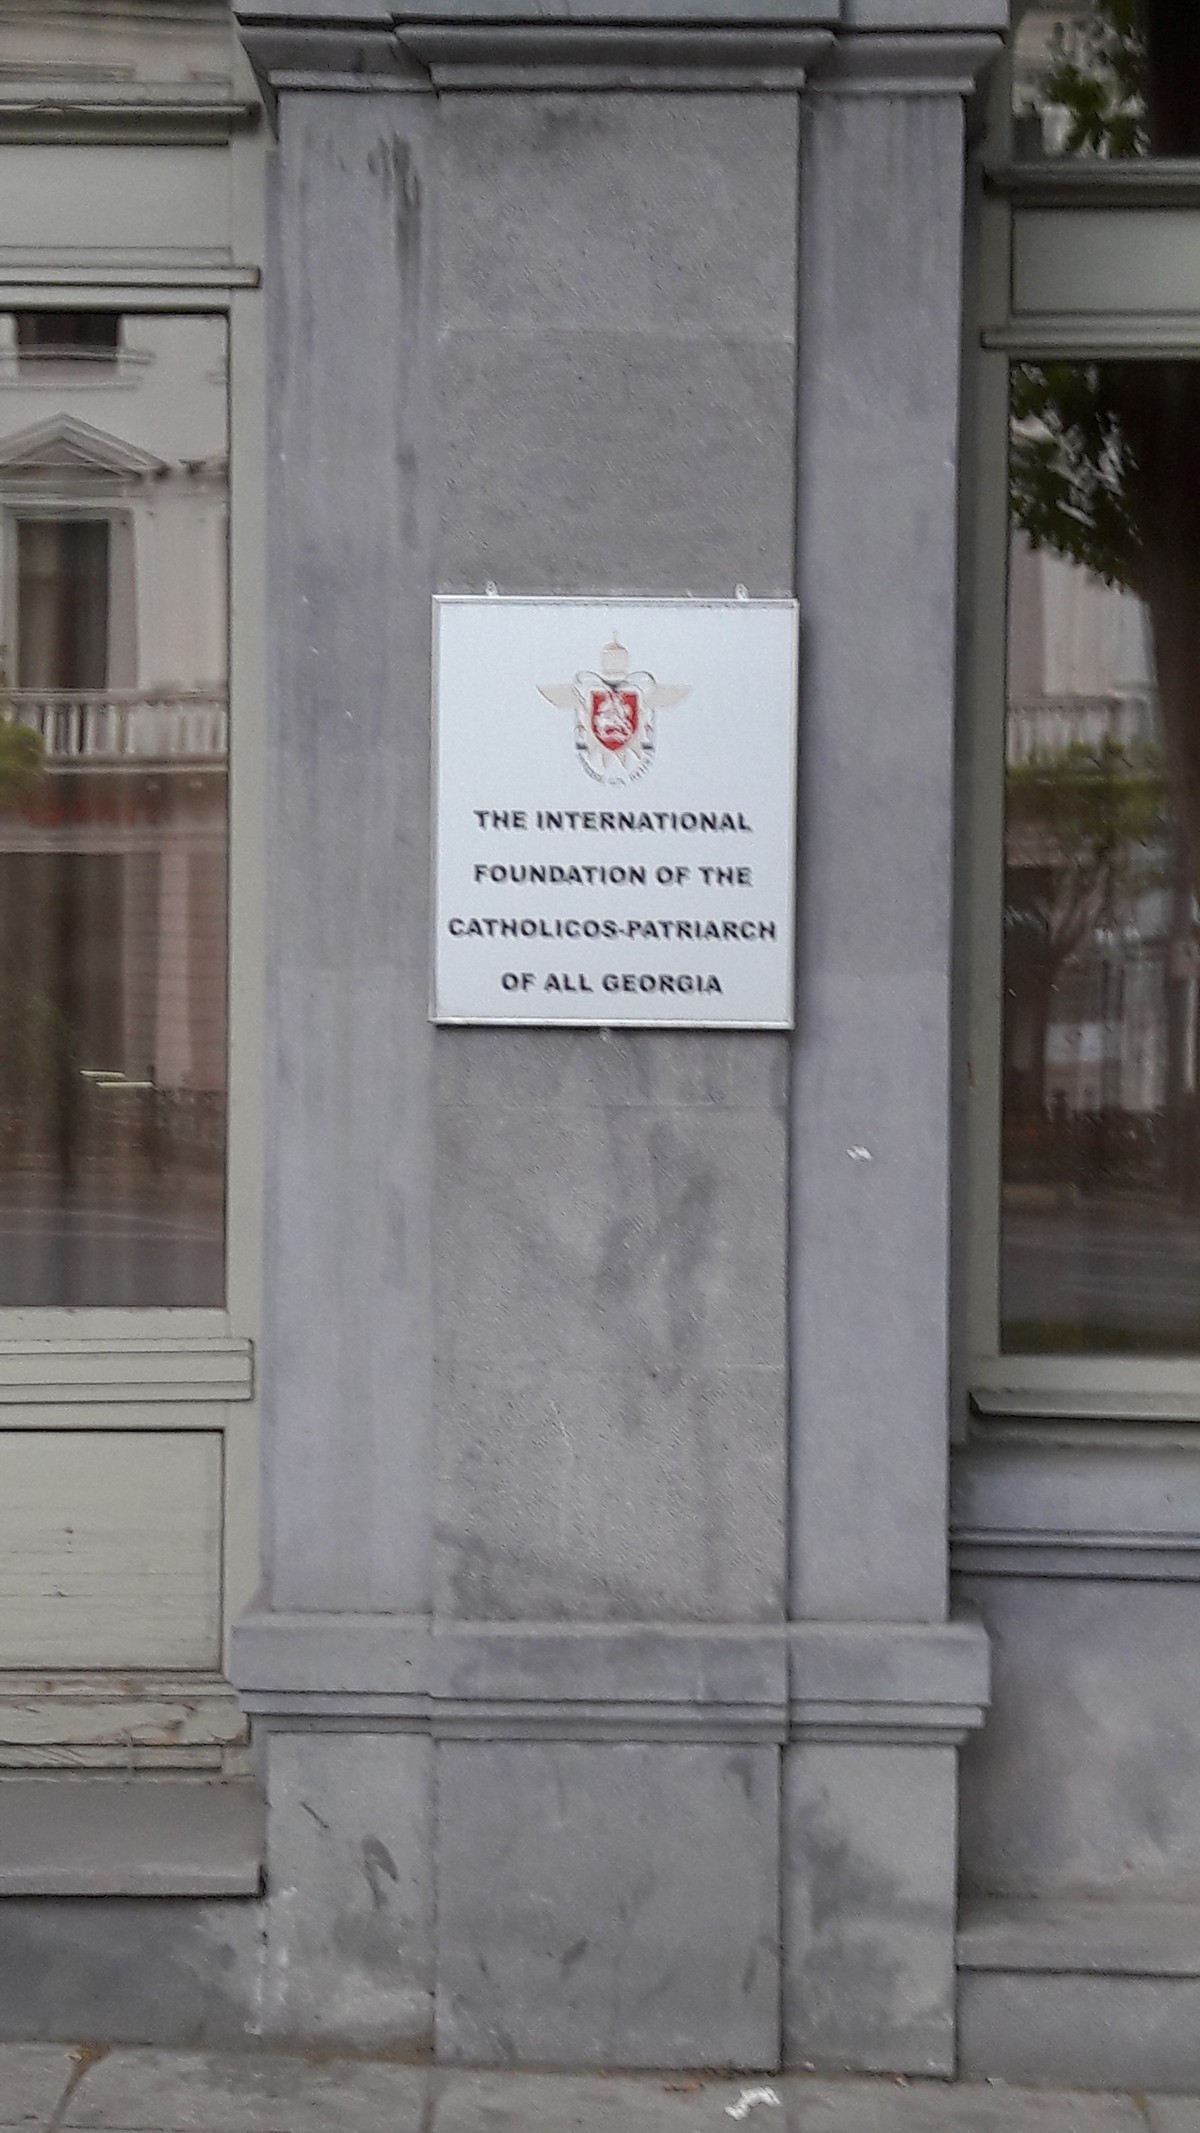 THE INTERNATIONAL
FOUNDATION OF THE
CATHOLICOS-PATRIARCH
OF ALL GEORGIA